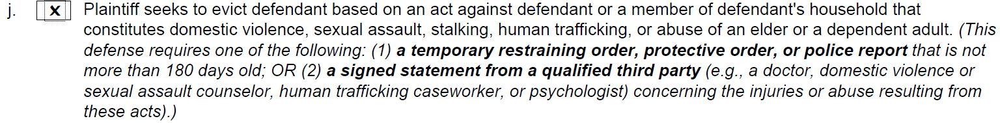 j. X Plaintiff seeks to evict defendant based on an act against defendant or a member of defendant's household that
constitutes domestic violence, sexual assault, stalking, human trafficking, or abuse of an elder or a dependent adult. (This
defense requires one of the following: (1) a temporary restraining order, protective order, or police report that is not
more than 180 days old; OR (2) a signed statement from a qualified third party (e.g., a doctor, domestic violence or
sexual assault counselor, human trafficking caseworker, or psychologist) concerning the injuries or abuse resulting from
these acts).)